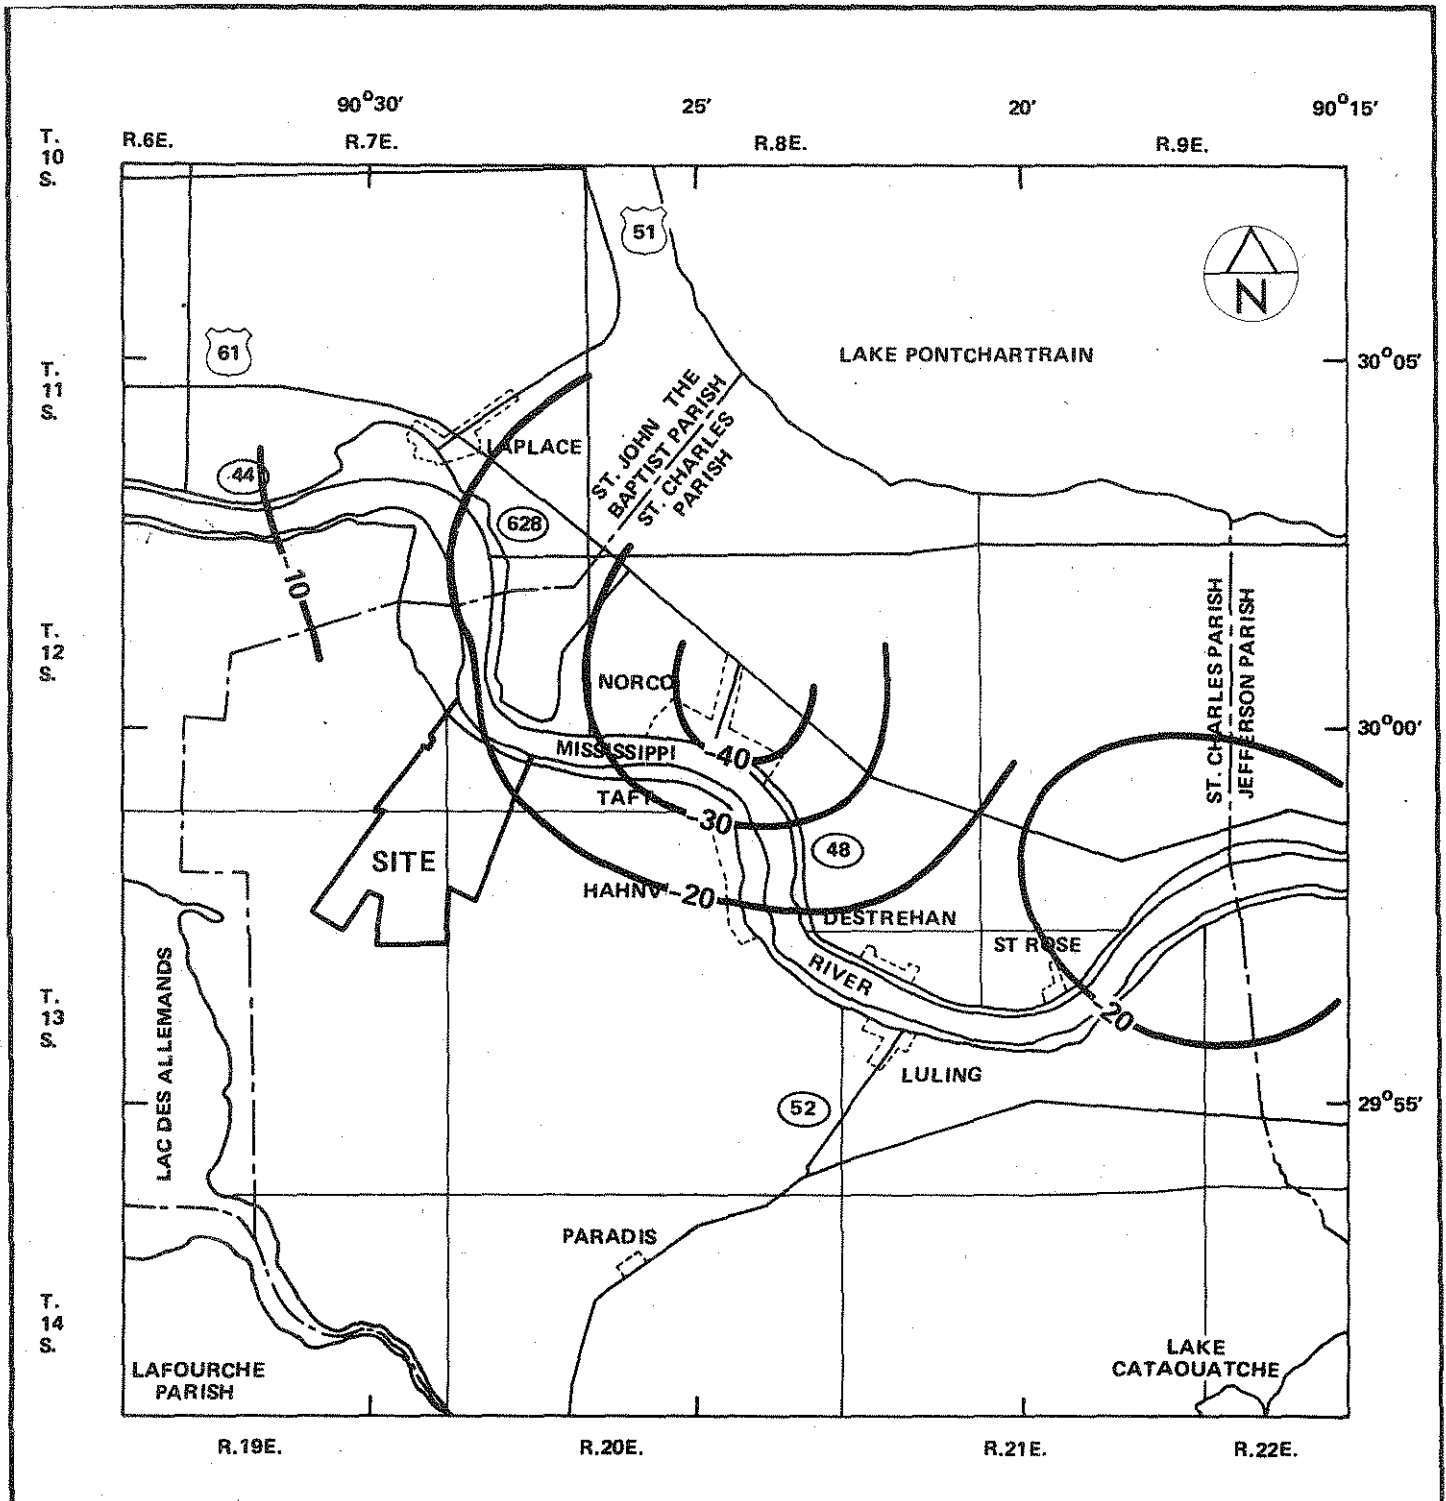 90°30'
25'
20'
90°15'
T.
10
S.
R.6E.
R.7E.
R.8E.
R.9E.
51
N
61
LAKE PONTCHARTRAIN
30°05'
T.
11
S.
ST. JOHN THE
BAPTIST PARISH
ST. CHARLES
PARISH
LAPLACE
44
628
-10
T.
12
S.
ST. CHARLES PARISH
JEFFERSON PARISH
NORCO
30°00'
MISSISSIPPI
-40
TAFT
-30
48
SITE
HAHNV
-20
DESTREHAN
ST ROSE
RIVER
T.
13
S.
-20
LAC DES ALLEMANDS
LULING
52
29°55'
PARADIS
T.
14
S.
LAFOURCHE
PARISH
LAKE
CATAOUATCHE
R.19E.
R.20E.
R.21E.
R.22E.